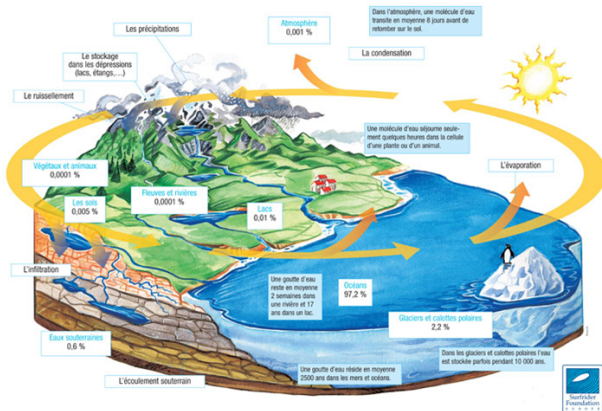 Les précipitations
Atmosphère
0,001 %
Dans l'atmosphère, une molécule d'eau
transite en moyenne 8 jours avant de
retomber sur le sol.
La condensation
Le stockage
dans les dépressions
(lacs, étangs,...)
Le ruissellement
Une molécule d'eau séjourne seule-
ment quelques heures dans la cellule
d'une plante ou d'un animal.
L'évaporation
Végétaux et animaux
0,0001 %
Fleuves et rivières
0,0001 %
Les sols
0,005 %
Lacs
0,01 %
L'infiltration
Une goutte d'eau
reste en moyenne
2 semaines dans
une rivière et 17
ans dans un lac.
Océans
97,2 %
Glaciers et calottes polaires
2,2 %
Eaux souterraines
0,6 %
Dans les glaciers et calottes polaires l'eau
est stockée parfois pendant 10 000 ans.
Une goutte d'eau réside en moyenne
2500 ans dans les mers et océans.
L'écoulement souterrain
Surfrider
Foundation
EUROPE